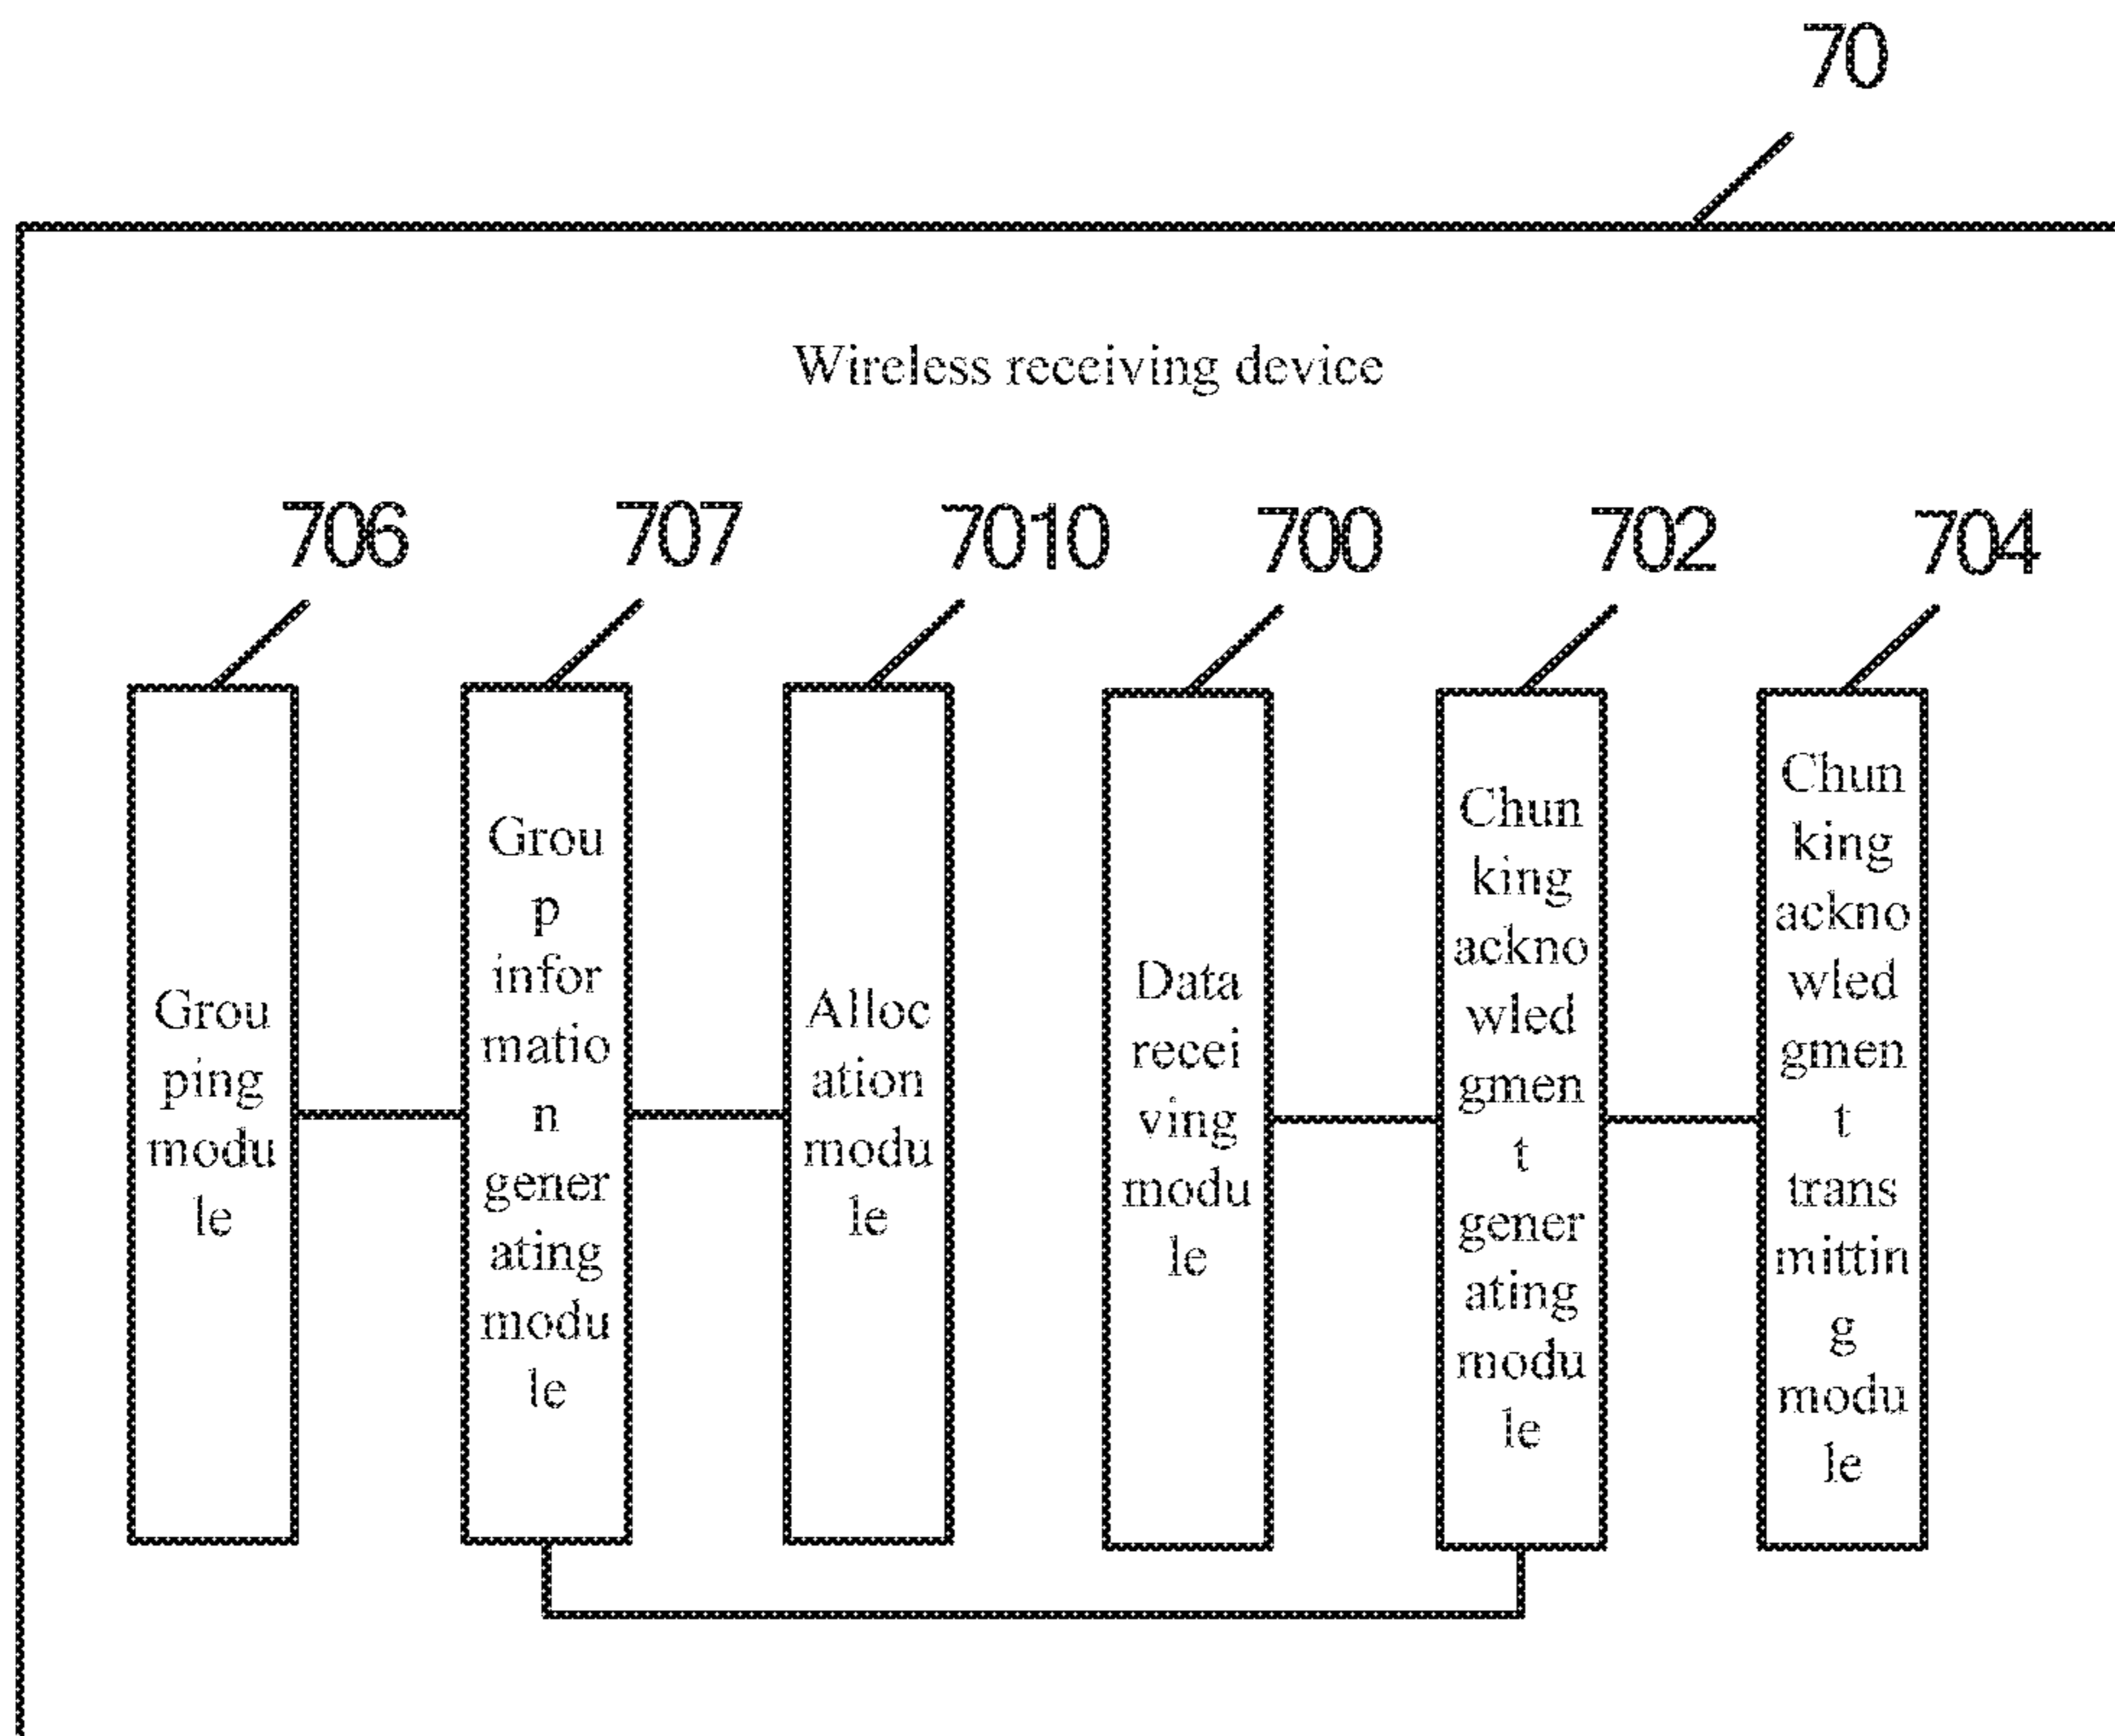 70
Wireless receiving device
706
707
7010
700
702
704
Grou
ping
modu
le
Grou
p
infor
matio
n
gener
ating
modu
le
Alloc
ation
modu
le
Data
recei
ving
modu
le
Chun
king
ackno
wled
gmen
t
gener
ating
modu
le
Chun
king
ackno
wled
gmen
t
trans
mittin
g
modu
le